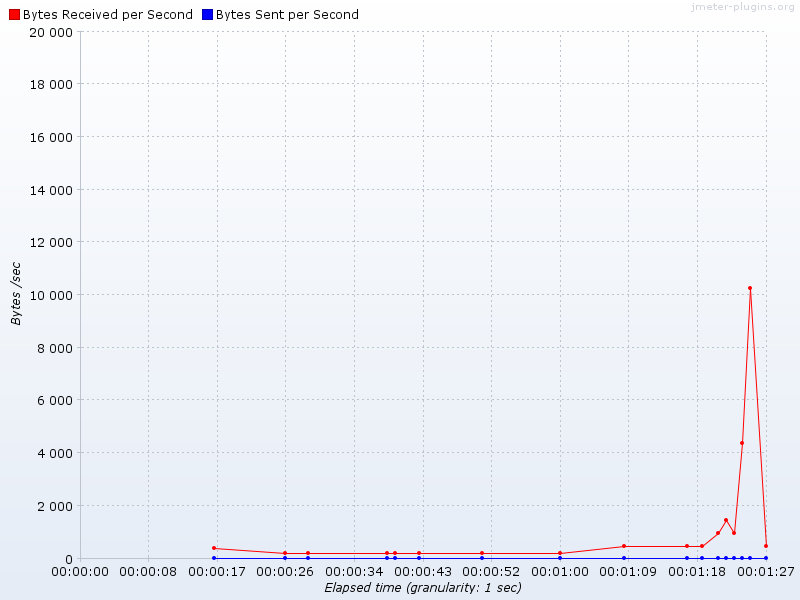 jmeter-plugins.org
Bytes Received per Second Bytes Sent per Second
20 000
18 000
16 000
14 000
12 000
10 000
8 000
6 000
4 000
2 000
0
Bytes /sec
00:00:00 00:00:08 00:00:17 00:00:26 00:00:34 00:00:43 00:00:52 00:01:00 00:01:09 00:01:18 00:01:27
Elapsed time (granularity: 1 sec)